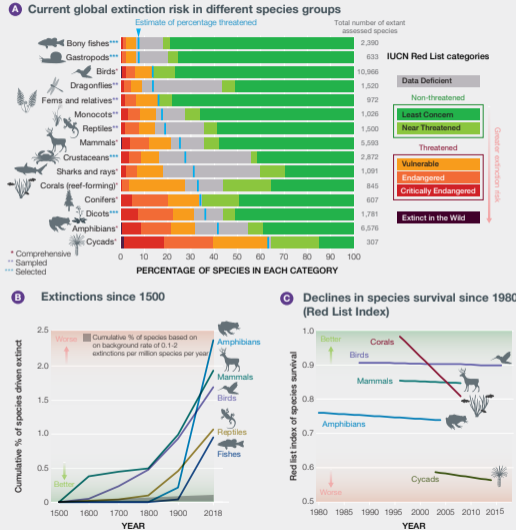 A Current global extinction risk in different species groups
Estimate of percentage threatened
Total number of extant
assessed species
Bony fishes*** 2,390
Gastropods*** 633
Birds* 10,966
Dragonflies** 1,520
Ferns and relatives** 972
Monocots** 1,026
Reptiles** 1,500
Mammals* 5,593
Crustaceans*** 2,872
Sharks and rays* 1,091
Corals (reef-forming)* 845
Conifers* 607
Dicots*** 1,781
Amphibians* 6,576
Cycads* 307
0 10 20 30 40 50 60 70 80 90 100
PERCENTAGE OF SPECIES IN EACH CATEGORY
* Comprehensive
** Sampled
*** Selected
IUCN Red List categories
Data Deficient
Non-threatened
Least Concern
Near Threatened
Threatened
Vulnerable
Endangered
Critically Endangered
Extinct in the Wild
Greater extinction risk
B Extinctions since 1500
Cumulative % of species driven extinct
2.5
2.0
1.5
1.0
0.5
0
Worse
Cumulative % of species based on
on background rate of 0.1-2
extinctions per million species per year
Better
Amphibians
Mammals
Birds
Reptiles
Fishes
1500 1600 1700 1800 1900 2018
YEAR
C Declines in species survival since 1980
(Red List Index)
Red list index of species survival
1.0
0.9
0.8
0.7
0.6
0.5
Better
Corals
Birds
Mammals
Amphibians
Cycads
Worse
1980 1985 1990 1995 2000 2005 2010 2015
YEAR